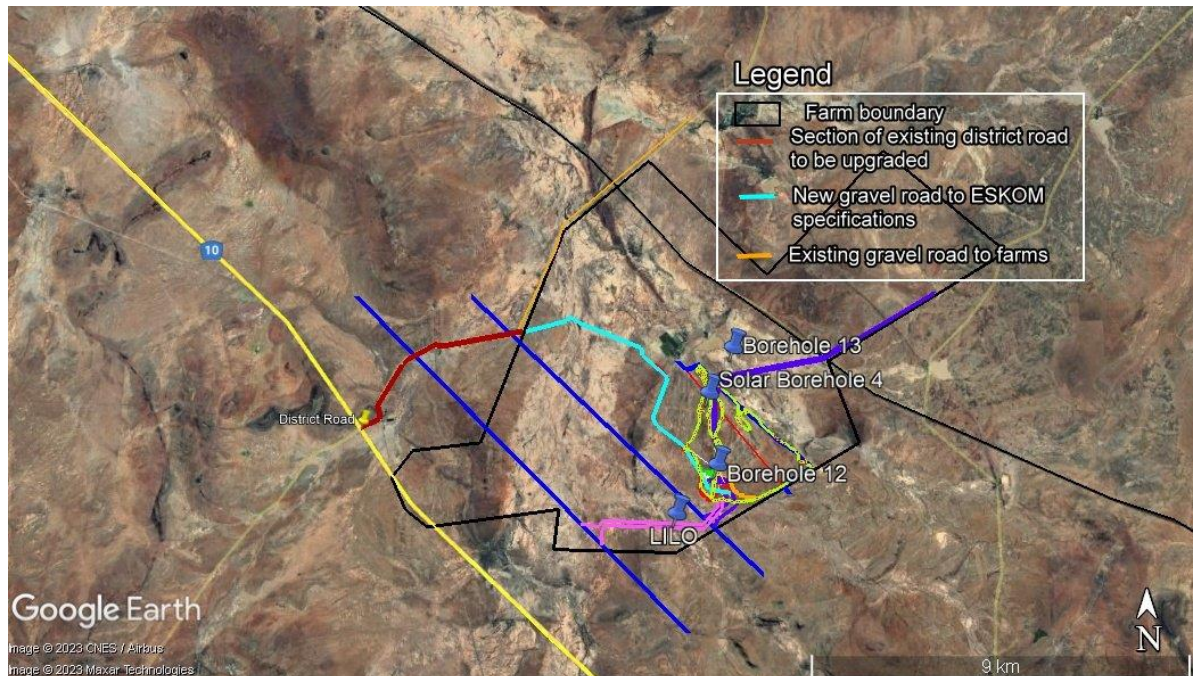 Legend
Farm boundary
Section of existing district road
to be upgraded
New gravel road to ESKOM
specifications
Existing gravel road to farms
10
Borehole 13
Solar Borehole 4
District Road
Borehole 12
LILO
Google Earth
Image © 2023 CNES / Airbus
Image © 2023 Maxar Technologies
N
9 km